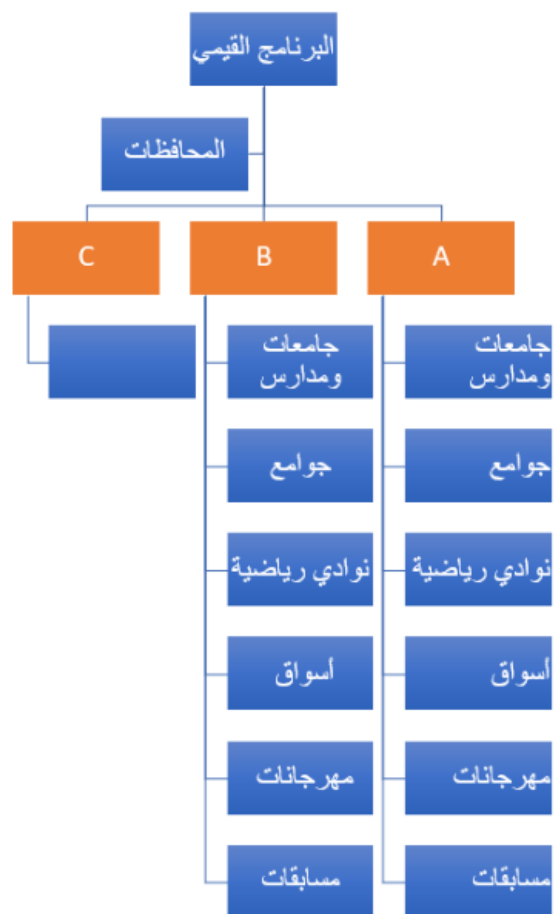 البرنامج القيمي
المحافظات
A
B
C
جامعات
ومدارس
جوامع
نوادي رياضية
أسواق
مهرجانات
مسابقات
جامعات
ومدارس
جوامع
نوادي رياضية
أسواق
مهرجانات
مسابقات